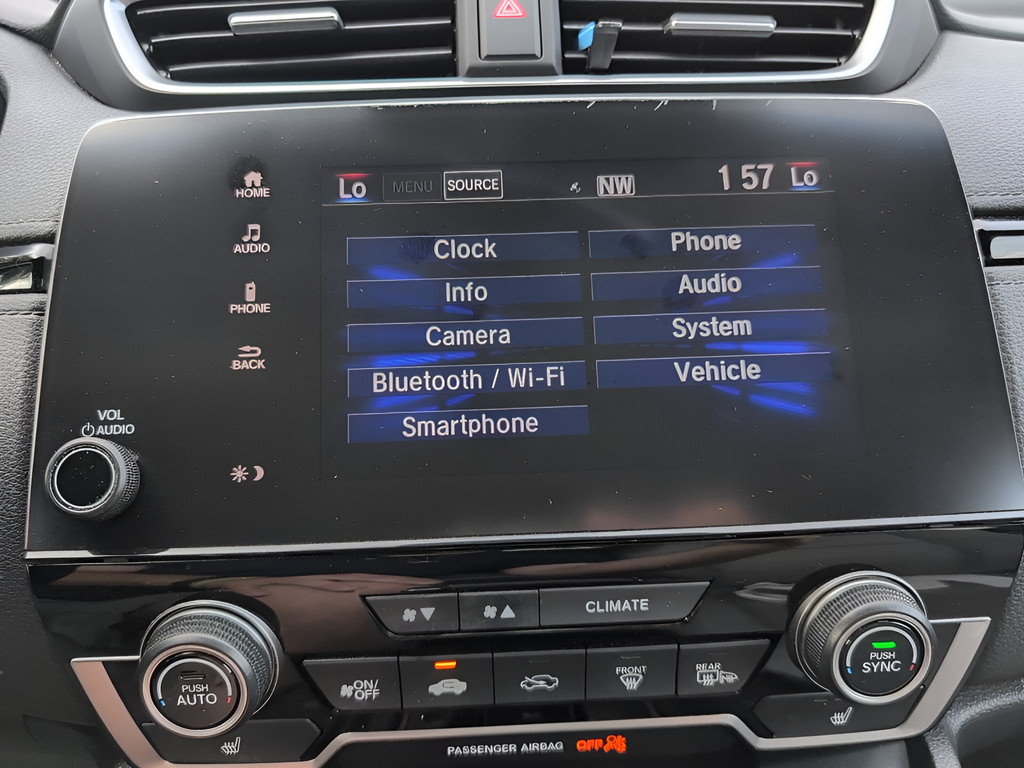 HOME
AUDIO
PHONE
BACK
VOL
AUDIO
Lo MENU SOURCE NW 1 57 Lo
Clock Phone
Info Audio
Camera System
Bluetooth / Wi-Fi Vehicle
Smartphone
CLIMATE
PUSH
AUTO
ON/
OFF
FRONT
REAR
PUSH
SYNC
PASSENGER AIRBAG OFF